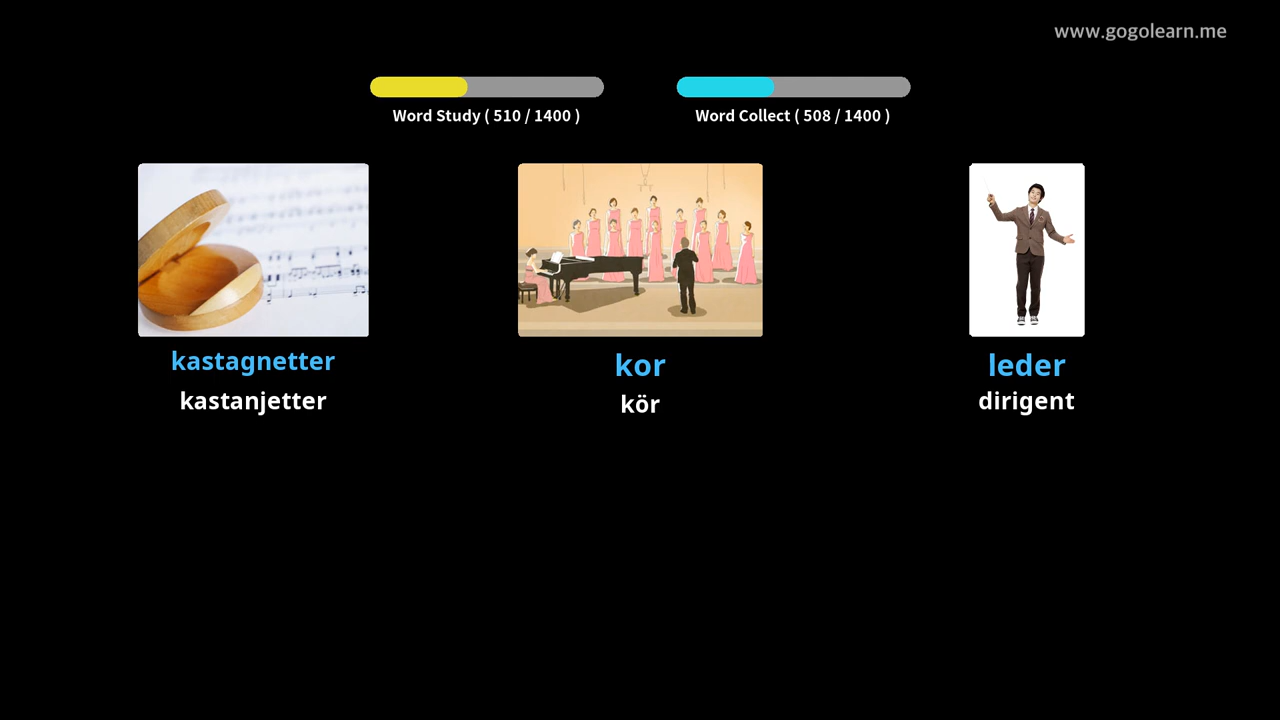 www.gogolearn.me
Word Study ( 510 / 1400 )
Word Collect ( 508 / 1400 )
kastagnetter
kor
leder
kastanjetter
kör
dirigent